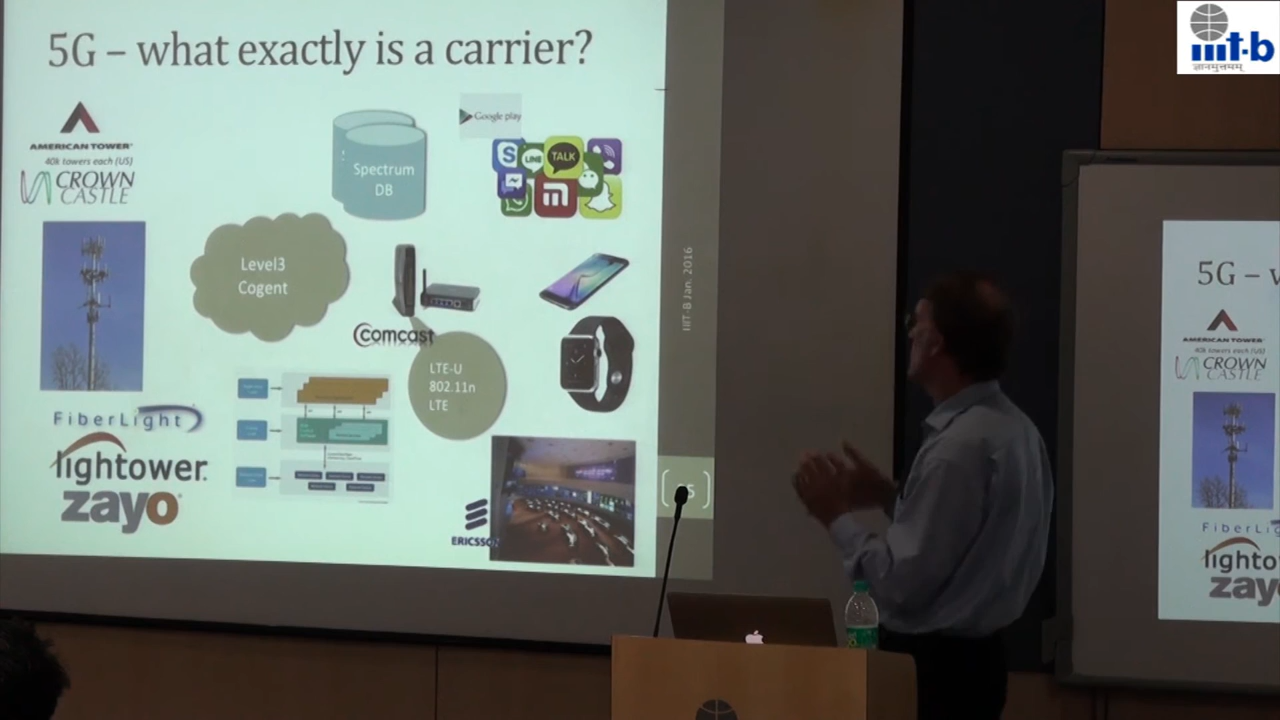 5G – what exactly is a carrier?
AMERICAN TOWER
40k towers each (US)
CROWN
CASTLE
Spectrum
DB
Google play
S
LINE
TALK
Level3
Cogent
Comcast
LTE-U
802.11n
LTE
FiberLight
lightower
zayo
ERICSSON
IIIT-B Jan. 2016
iiit-b
ज्ञानमुत्तमम्
5G –
AMERICAN TOWER
40k towers each (US)
CROWN
CASTLE
FiberLig
lightow
zay